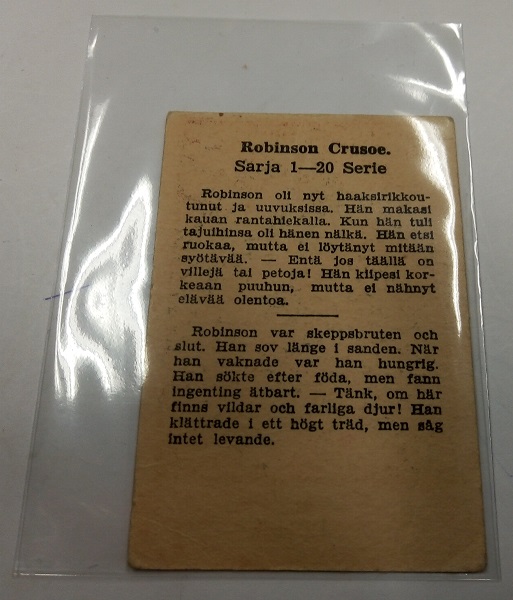 Robinson Crusoe.
Sarja 1—20 Serie
Robinson oli nyt haaksirikkou-
tunut ja uuvuksissa. Hän makasi
kauan rantahiekalla. Kun hän tuli
tajuihinsa oli hänen nälkä. Hän etsi
ruokaa, mutta ei löytänyt mitään
syötävää. — Entä jos täällä on
villejä tai petoja! Hän kiipesi kor-
keaan puuhun, mutta ei nähnyt
elävää olentoa.
Robinson var skeppsbruten och
slut. Han sov länge i sanden. När
han vaknade var han hungrig.
Han sökte efter föda, men fann
ingenting ätbart. — Tänk, om här
finns vildar och farliga djur! Han
klättrade i ett högt träd, men såg
intet levande.